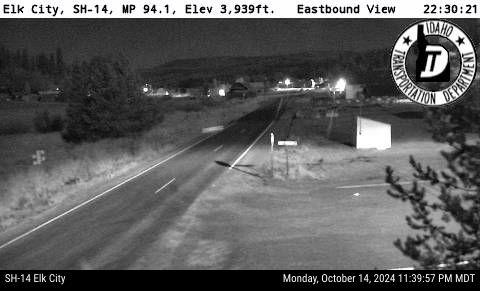 Elk City, SH-14, MP 94.1, Elev 3,939ft. Eastbound View 22:30:21
IDAHO
TRANSPORTATION DEPARTMENT
SH-14 Elk City Monday, October 14, 2024 11:39:57 PM MDT